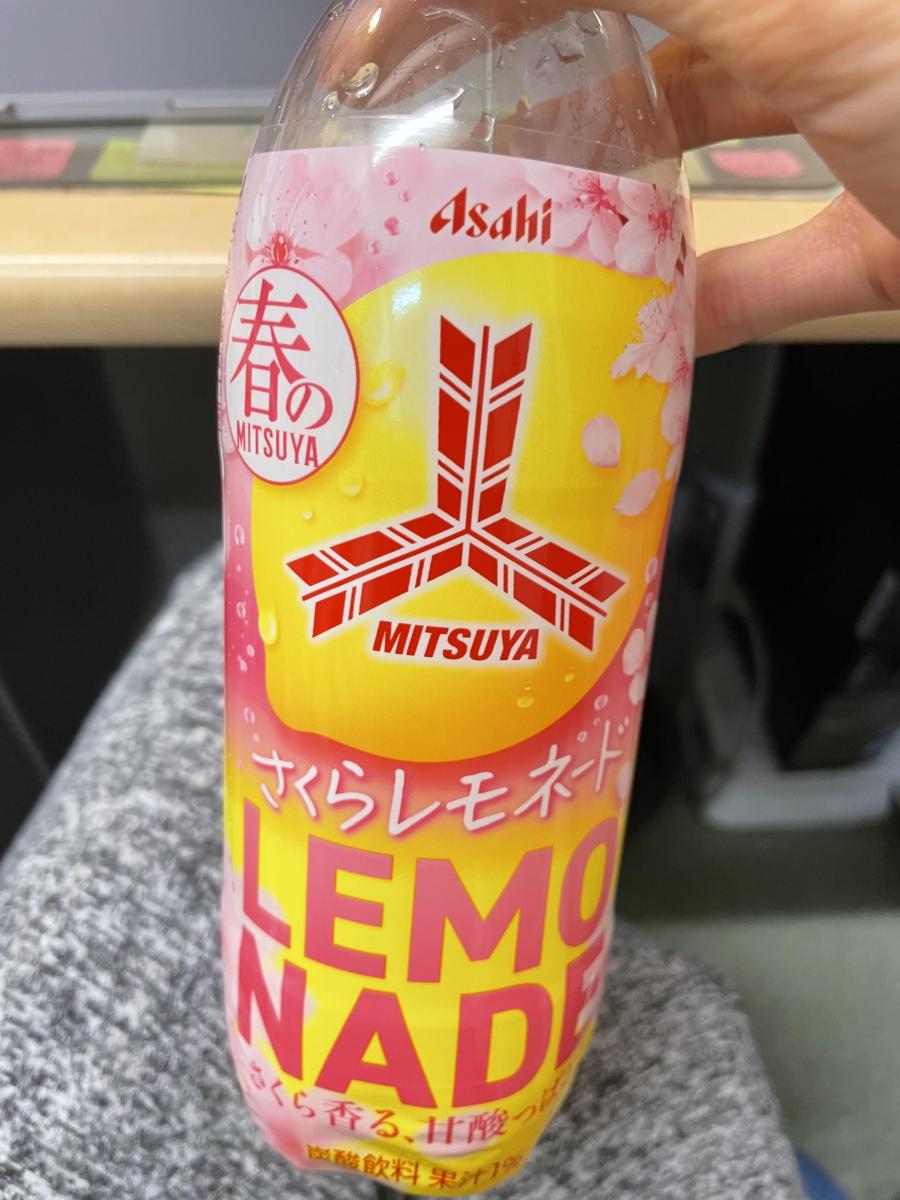 Asahi
春の
MITSUYA
MITSUYA
さくらレモネード
LEMO
NADE
さくら香る、甘酸っぱ
炭酸飲料 果汁1%